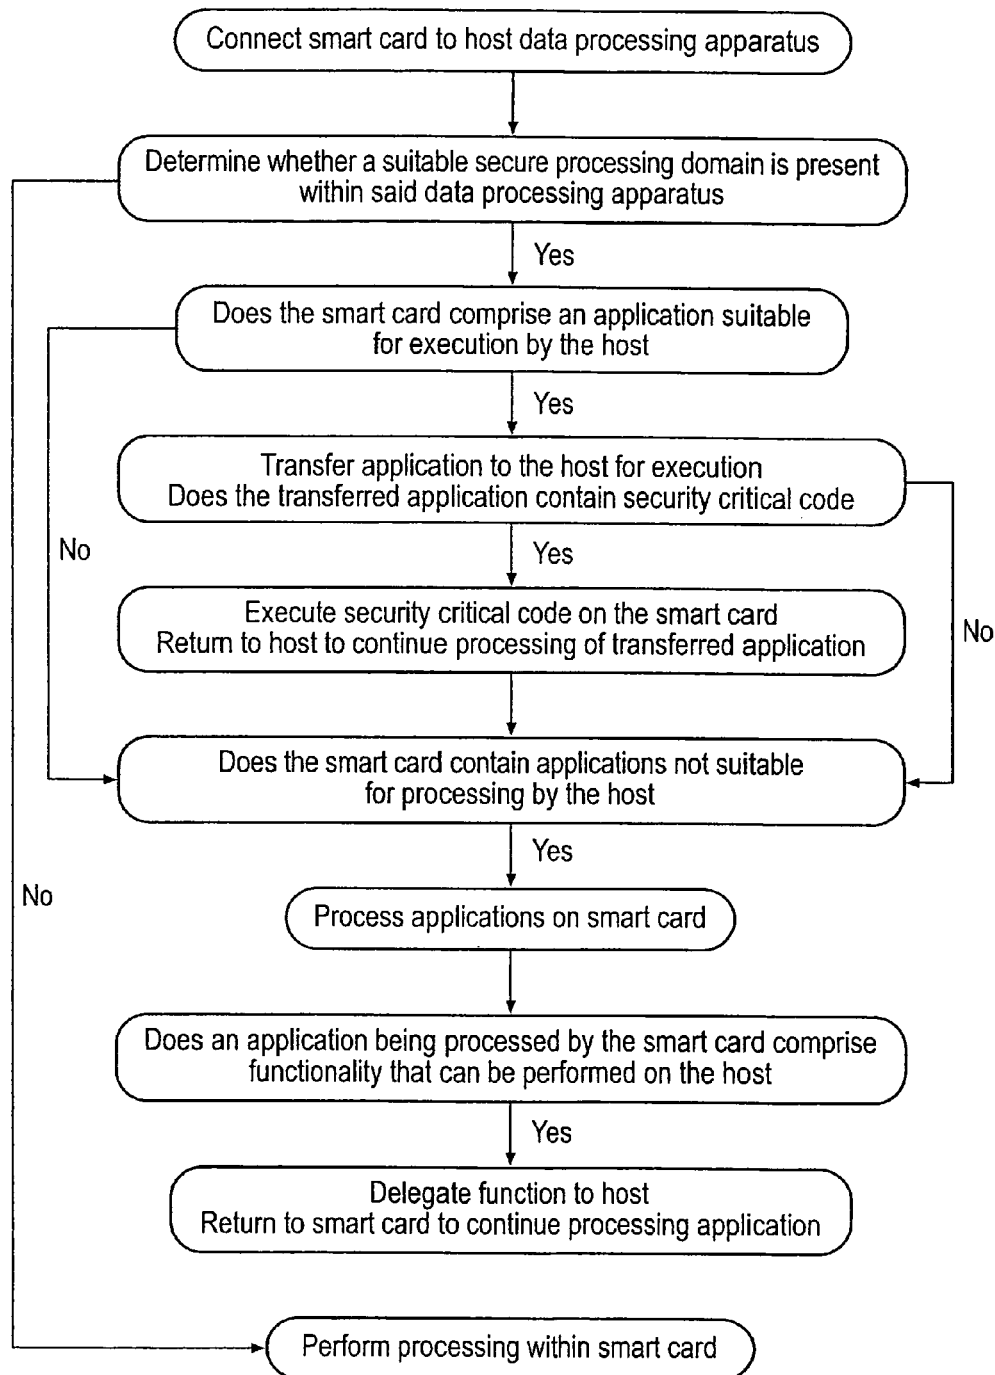 Connect smart card to host data processing apparatus
Determine whether a suitable secure processing domain is present
within said data processing apparatus
Yes
Does the smart card comprise an application suitable
for execution by the host
Yes
Transfer application to the host for execution
Does the transferred application contain security critical code
No
Yes
Execute security critical code on the smart card
Return to host to continue processing of transferred application
No
Does the smart card contain applications not suitable
for processing by the host
Yes
No
Process applications on smart card
Does an application being processed by the smart card comprise
functionality that can be performed on the host
Yes
Delegate function to host
Return to smart card to continue processing application
Perform processing within smart card